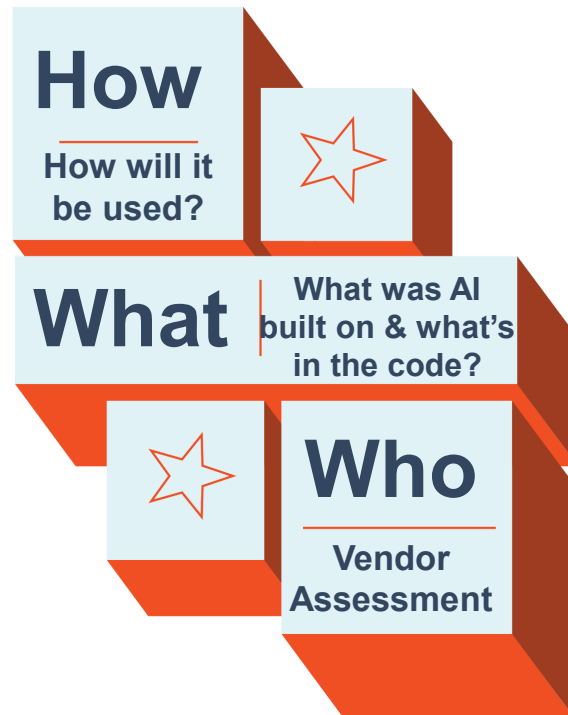 How
How will it
be used?
What
What was AI
built on & what’s
in the code?
Who
Vendor
Assessment